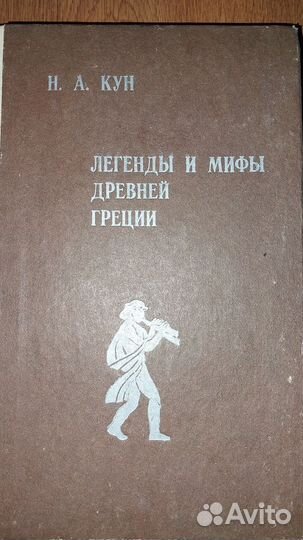 Н. А. КУН
ЛЕГЕНДЫ И МИФЫ
ДРЕВНЕЙ
ГРЕЦИИ
Avito